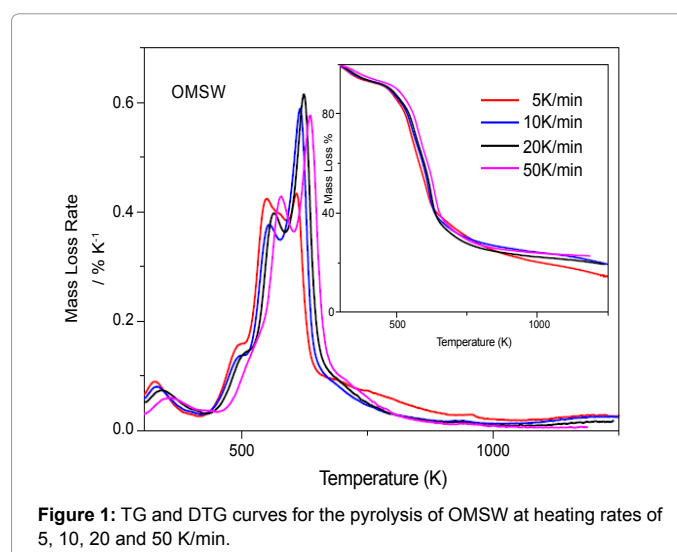 OMSW
0.6
0.4
0.2
0.0
Mass Loss Rate
/ % K⁻¹
500
1000
Temperature (K)
80
40
0
Mass Loss %
500
1000
Temperature (K)
5K/min
10K/min
20K/min
50K/min
Figure 1: TG and DTG curves for the pyrolysis of OMSW at heating rates of
5, 10, 20 and 50 K/min.